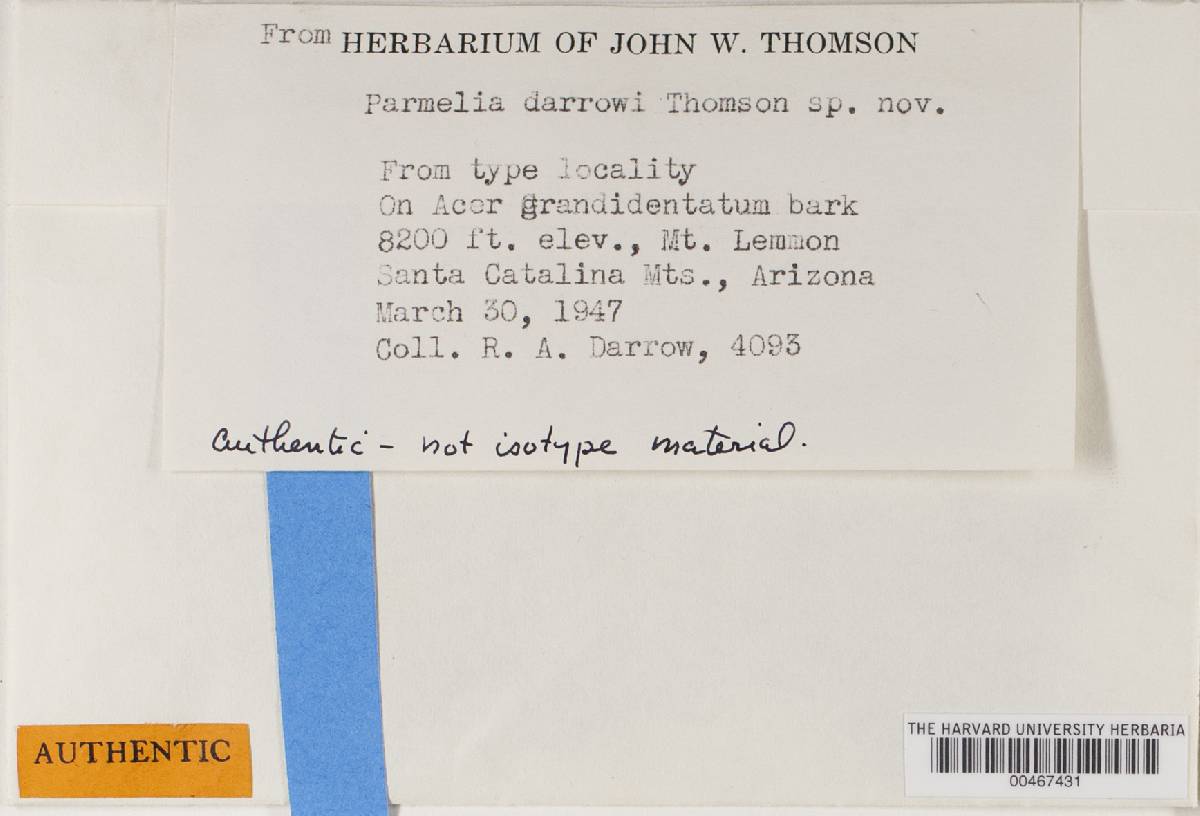 From HERBARIUM OF JOHN W. THOMSON
Parmelia darrowi Thomson sp. nov.
From type locality
On Acer grandidentatum bark
8200 ft. elev., Mt. Lemmon
Santa Catalina Mts., Arizona
March 30, 1947
Coll. R. A. Darrow, 4093
Authentic - not isotype material.
AUTHENTIC
THE HARVARD UNIVERSITY HERBARIA
00467431